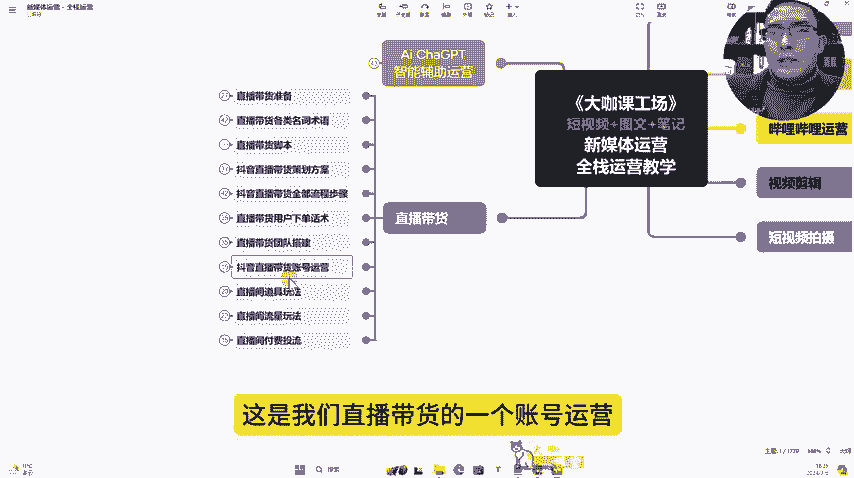 新媒体运营 - 全栈运营
Ai ChaGPT
智能辅助运营
直播带货准备
直播带货各类名词术语
直播带货脚本
抖音直播带货策划方案
抖音直播带货全部流程步骤
直播带货用户下单话术
直播带货团队搭建
抖音直播带货账号运营
直播间道具玩法
直播间流量玩法
直播间付费投流
直播带货
《大咖课工场》
短视频+图文+笔记
新媒体运营
全栈运营教学
哔哩哔哩运营
视频剪辑
短视频拍摄
这是我们直播带货的一个账号运营
搜索